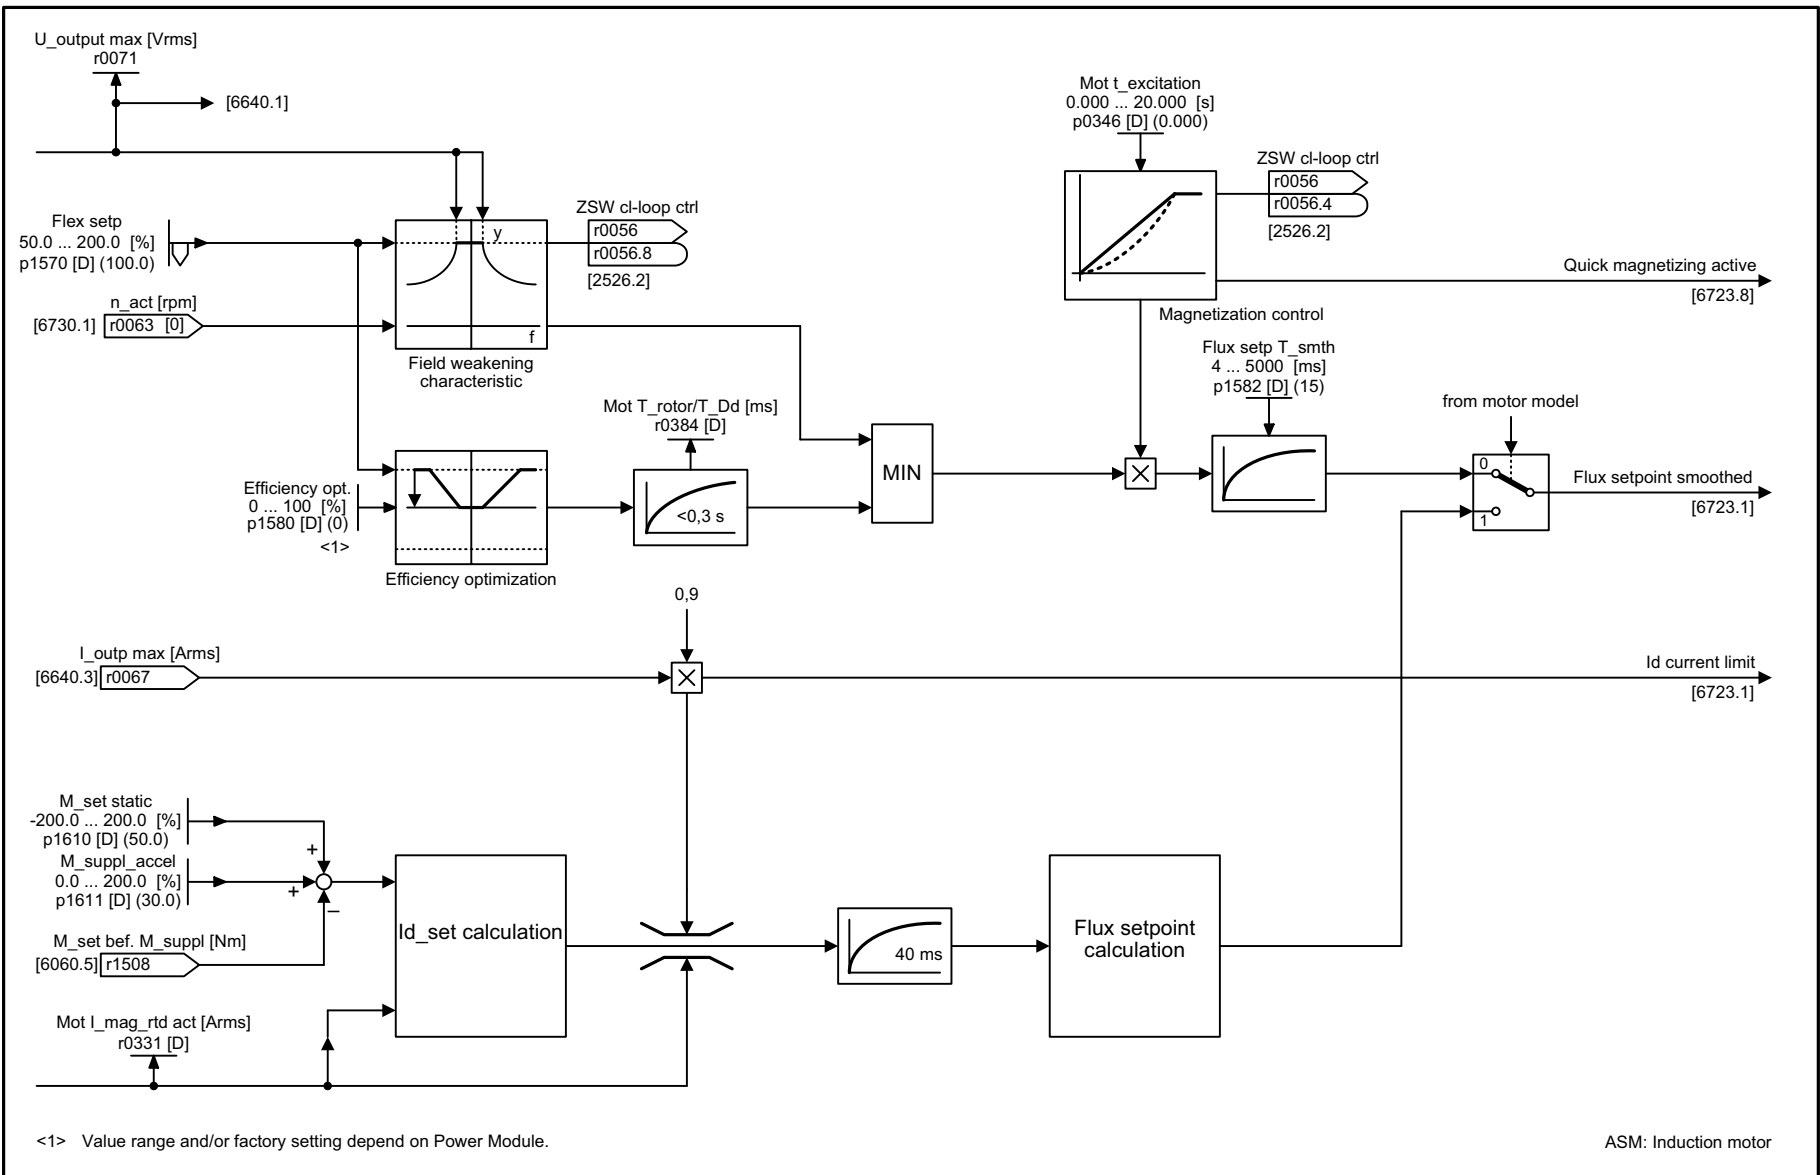 U_output max [Vrms]
r0071
[6640.1]
Mot t_excitation
0.000 ... 20.000 [s]
p0346 [D] (0.000)
ZSW cl-loop ctrl
r0056
r0056.4
[2526.2]
Flex setp
50.0 ... 200.0 [%]
p1570 [D] (100.0)
y
ZSW cl-loop ctrl
r0056
r0056.8
[2526.2]
Quick magnetizing active
[6723.8]
n_act [rpm]
[6730.1]
r0063 [0]
f
Field weakening
characteristic
Magnetization control
Flux setp T_smth
4 ... 5000 [ms]
p1582 [D] (15)
Mot T_rotor/T_Dd [ms]
r0384 [D]
from motor model
MIN
0
1
Flux setpoint smoothed
[6723.1]
Efficiency opt.
0 ... 100 [%]
p1580 [D] (0)
<1>
<0,3 s
Efficiency optimization
0,9
I_outp max [Arms]
[6640.3]
r0067
Id current limit
[6723.1]
M_set static
-200.0 ... 200.0 [%]
p1610 [D] (50.0)
+
M_suppl_accel
0.0 ... 200.0 [%]
p1611 [D] (30.0)
+
–
M_set bef. M_suppl [Nm]
[6060.5]
r1508
Id_set calculation
40 ms
Flux setpoint
calculation
Mot I_mag_rtd act [Arms]
r0331 [D]
<1> Value range and/or factory setting depend on Power Module.
ASM: Induction motor